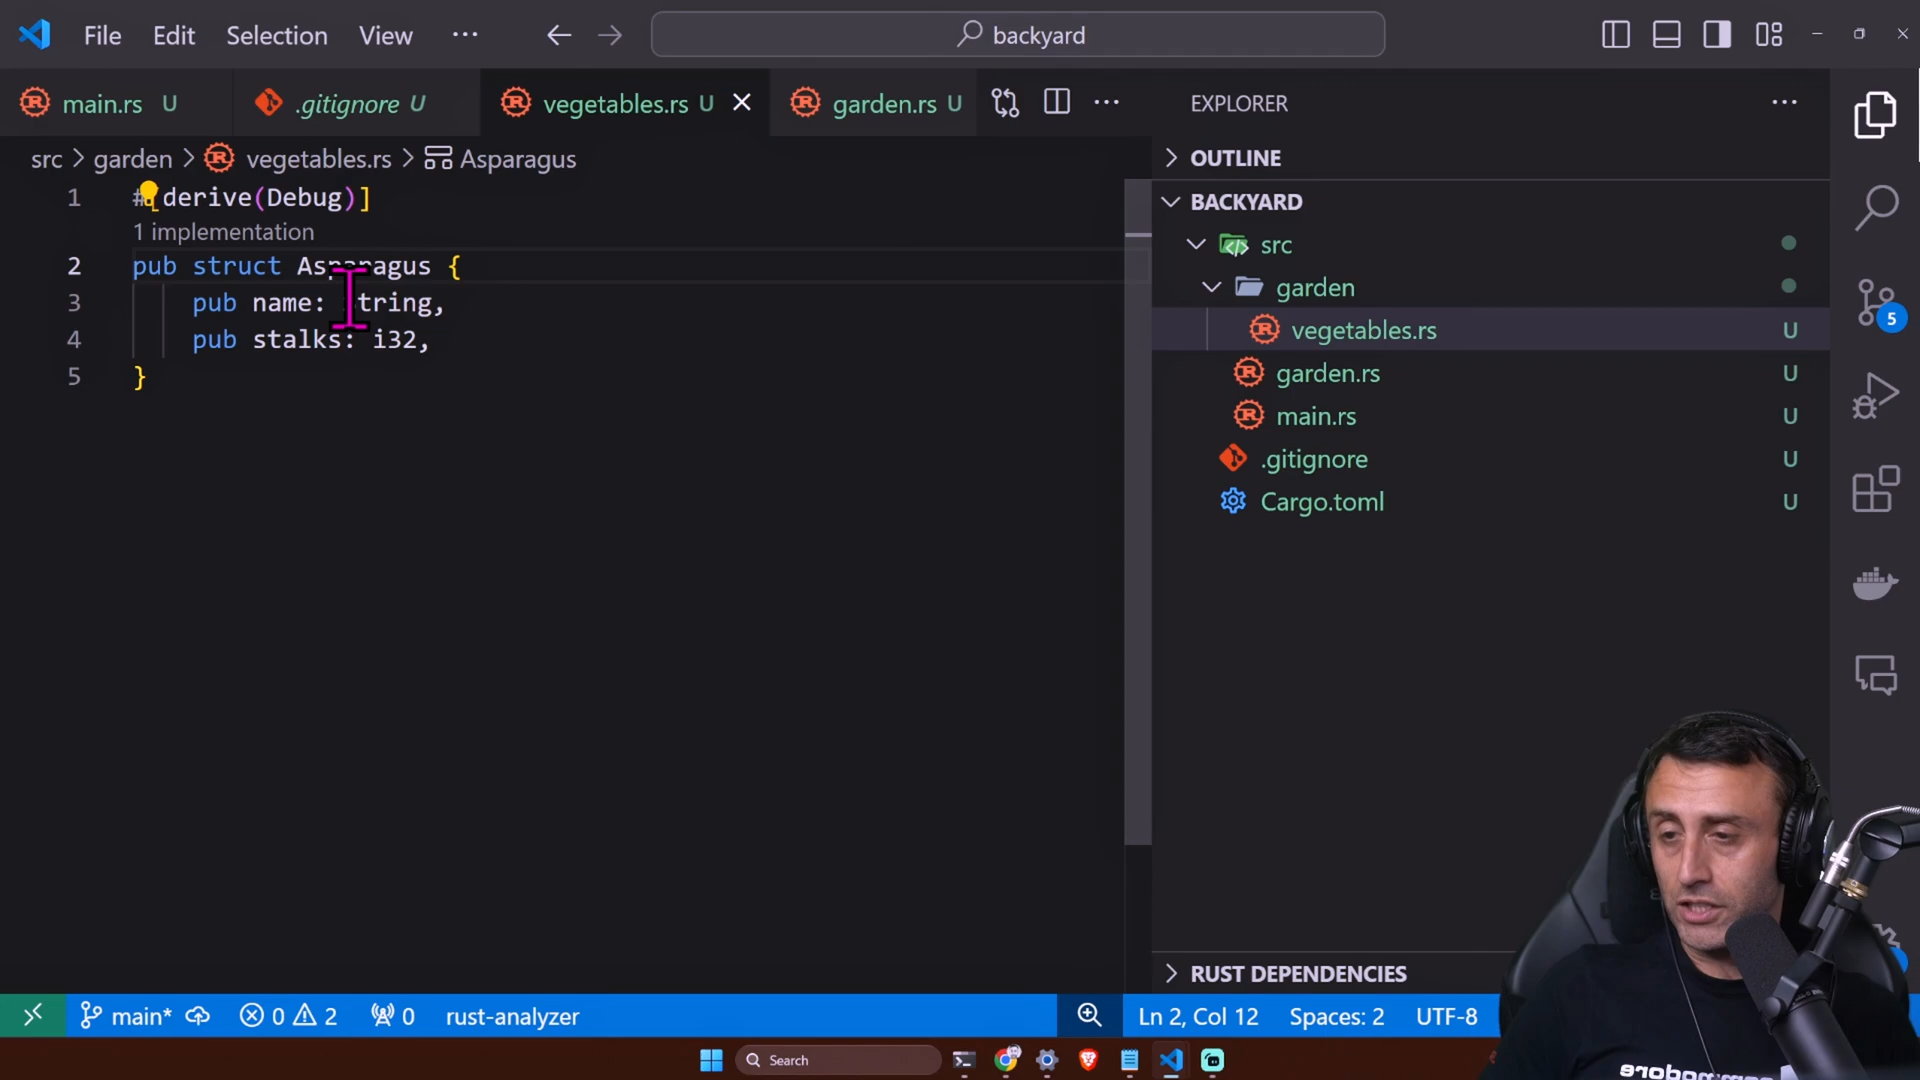 File Edit Selection View ··· backyard
main.rs U .gitignore U vegetables.rs U garden.rs U ···
EXPLORER ···
src > garden > vegetables.rs > Asparagus
OUTLINE
1 #[derive(Debug)]
1 implementation
2 pub struct Asparagus {
3 pub name: String,
4 pub stalks: i32,
5 }
BACKYARD
src
garden
vegetables.rs U
garden.rs U
main.rs U
.gitignore U
Cargo.toml U
5
RUST DEPENDENCIES
main* 0 2 0 rust-analyzer Ln 2, Col 12 Spaces: 2 UTF-8
Search